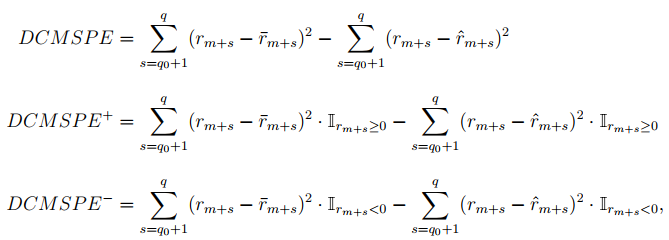 DCMSPE = \sum_{s=q_0+1}^{q} (r_{m+s} - \bar{r}_{m+s})^2 - \sum_{s=q_0+1}^{q} (r_{m+s} - \hat{r}_{m+s})^2
DCMSPE^+ = \sum_{s=q_0+1}^{q} (r_{m+s} - \bar{r}_{m+s})^2 \cdot \mathbb{I}_{r_{m+s} \geq 0} - \sum_{s=q_0+1}^{q} (r_{m+s} - \hat{r}_{m+s})^2 \cdot \mathbb{I}_{r_{m+s} \geq 0}
DCMSPE^- = \sum_{s=q_0+1}^{q} (r_{m+s} - \bar{r}_{m+s})^2 \cdot \mathbb{I}_{r_{m+s} < 0} - \sum_{s=q_0+1}^{q} (r_{m+s} - \hat{r}_{m+s})^2 \cdot \mathbb{I}_{r_{m+s} < 0},